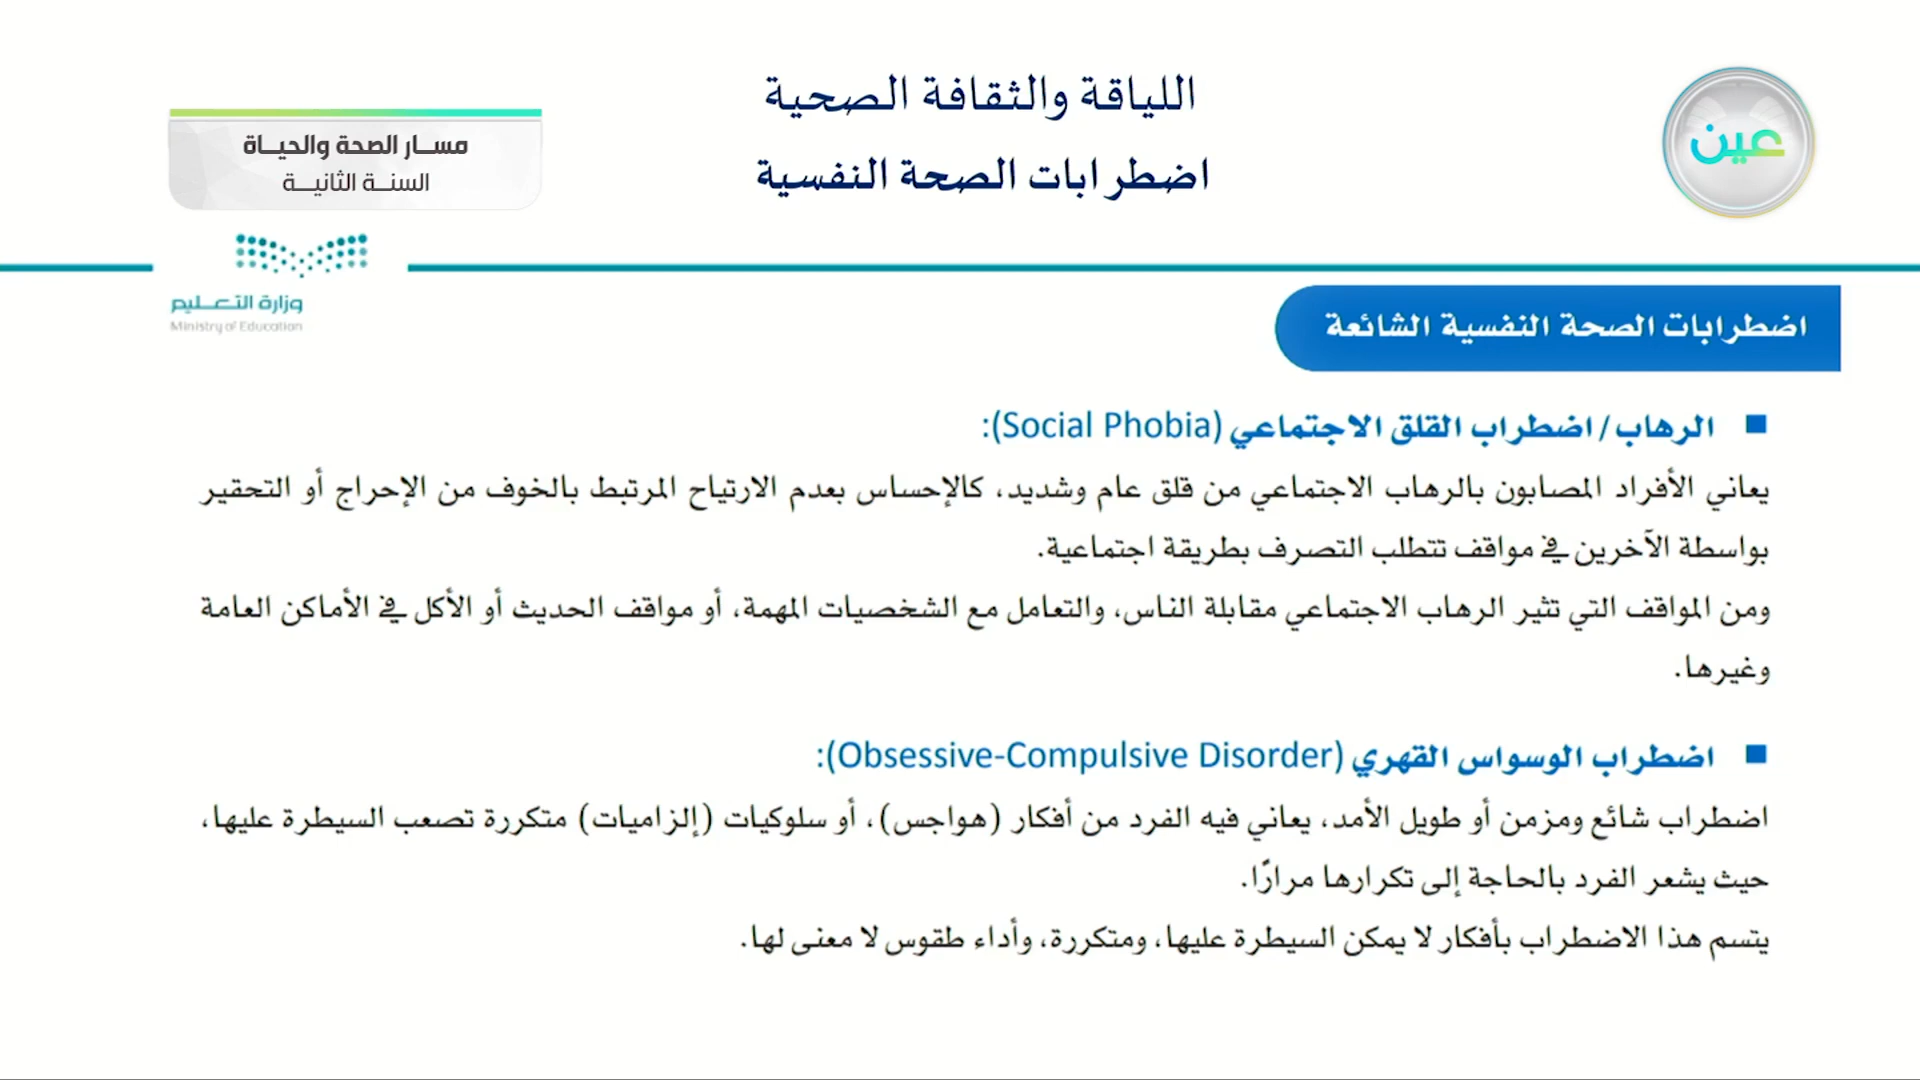 اللياقة والثقافة الصحية
اضطرابات الصحة النفسية
عين
مسار الصحة والحياة
السنة الثانية
وزارة التعليم
Ministry of Education
اضطرابات الصحة النفسية الشائعة
■ الرهاب/ اضطراب القلق الاجتماعي (Social Phobia):
يعاني الأفراد المصابون بالرهاب الاجتماعي من قلق عام وشديد، كالإحساس بعدم الارتياح المرتبط بالخوف من الإحراج أو التحقير
بواسطة الآخرين في مواقف تتطلب التصرف بطريقة اجتماعية.
ومن المواقف التي تثير الرهاب الاجتماعي مقابلة الناس، والتعامل مع الشخصيات المهمة، أو مواقف الحديث أو الأكل في الأماكن العامة
وغيرها.
■ اضطراب الوسواس القهري (Obsessive-Compulsive Disorder):
اضطراب شائع ومزمن أو طويل الأمد، يعاني فيه الفرد من أفكار (هواجس)، أو سلوكيات (إلزاميات) متكررة تصعب السيطرة عليها،
حيث يشعر الفرد بالحاجة إلى تكرارها مرارًا.
يتسم هذا الاضطراب بأفكار لا يمكن السيطرة عليها، ومتكررة، وأداء طقوس لا معنى لها.